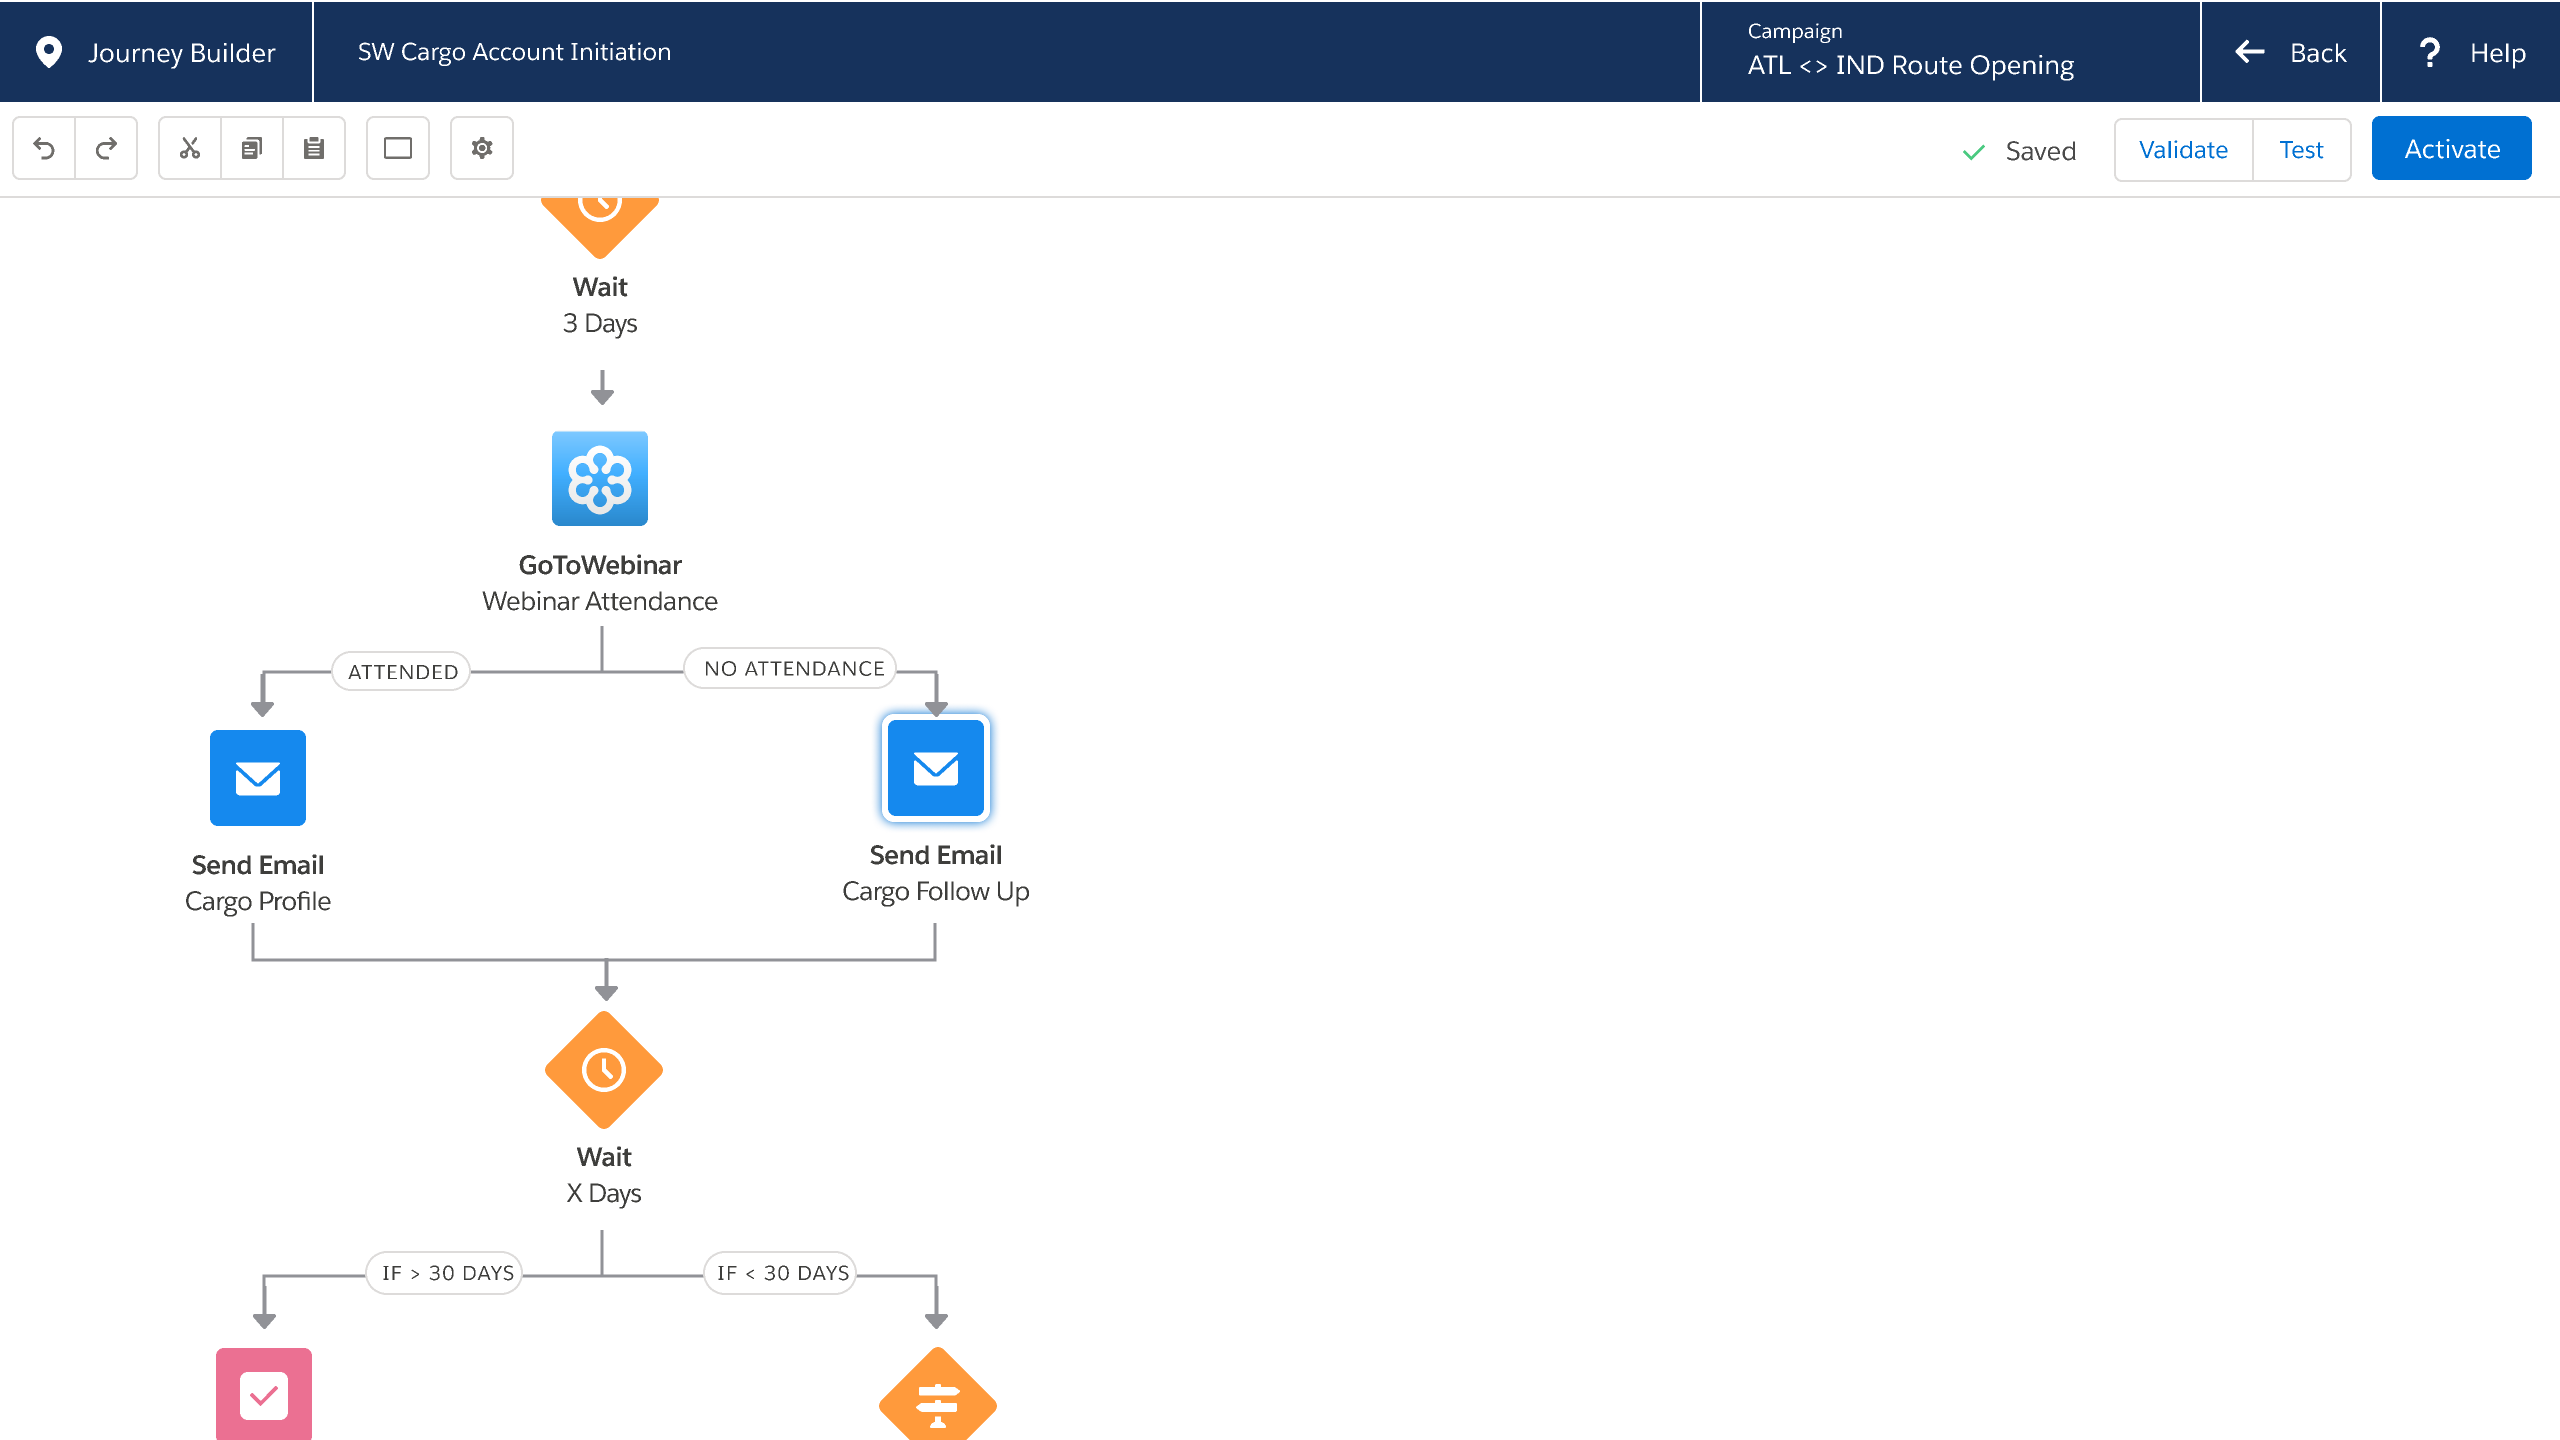 Journey Builder
SW Cargo Account Initiation
Campaign
ATL <> IND Route Opening
Back
? Help
Saved
Validate
Test
Activate
Wait
3 Days
GoToWebinar
Webinar Attendance
ATTENDED
NO ATTENDANCE
Send Email
Cargo Profile
Send Email
Cargo Follow Up
Wait
X Days
IF > 30 DAYS
IF < 30 DAYS